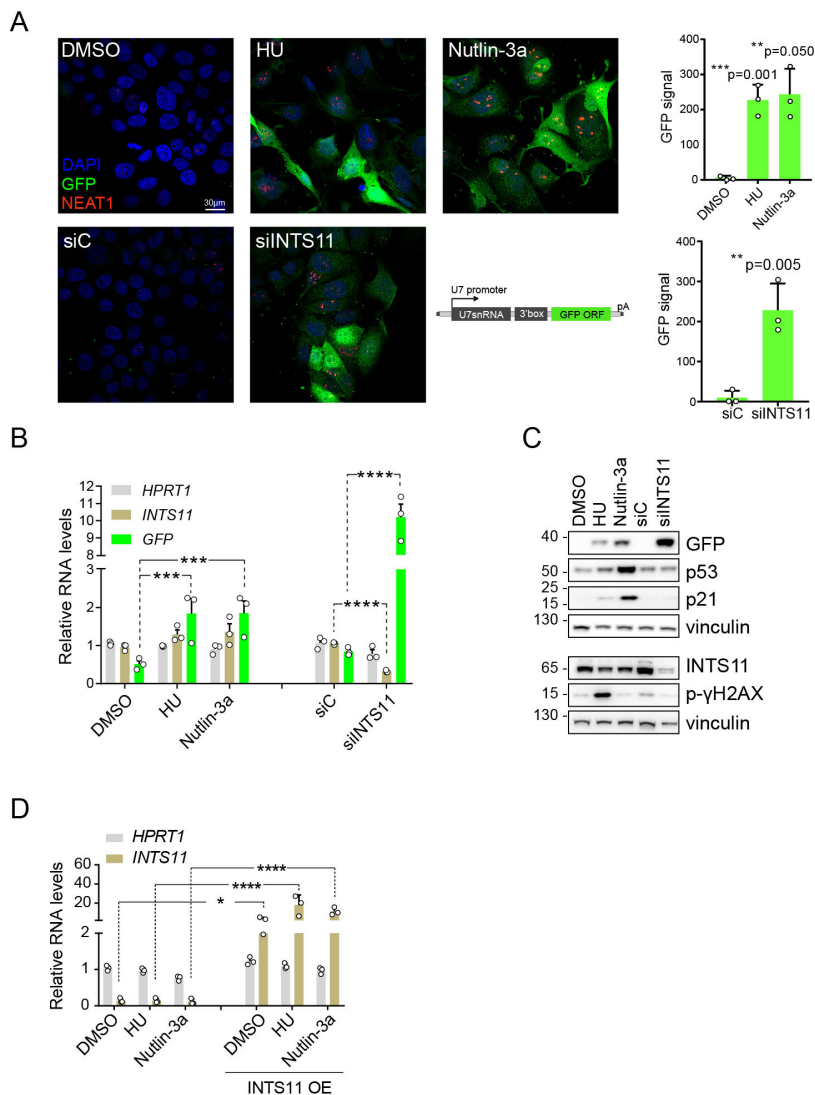 A
DMSO
HU
Nutlin-3a
DAPI
GFP
NEAT1
30µm
GFP signal
400
300
200
100
0
***
p=0.001
**
p=0.050
DMSO
HU
Nutlin-3a
siC
siINTS11
U7 promoter
pA
U7snRNA
3'box
GFP ORF
GFP signal
400
300
200
100
0
**
p=0.005
siC
siINTS11
B
HPRT1
INTS11
GFP
Relative RNA levels
12
11
10
9
8
3
2
1
0
***
***
****
****
DMSO
HU
Nutlin-3a
siC
siINTS11
C
DMSO
HU
Nutlin-3a
siC
siINTS11
40
GFP
50
p53
25
15
p21
130
vinculin
65
INTS11
15
p-γH2AX
130
vinculin
D
HPRT1
INTS11
Relative RNA levels
60
40
20
2
1
0
*
****
****
DMSO
HU
Nutlin-3a
DMSO
HU
Nutlin-3a
INTS11 OE